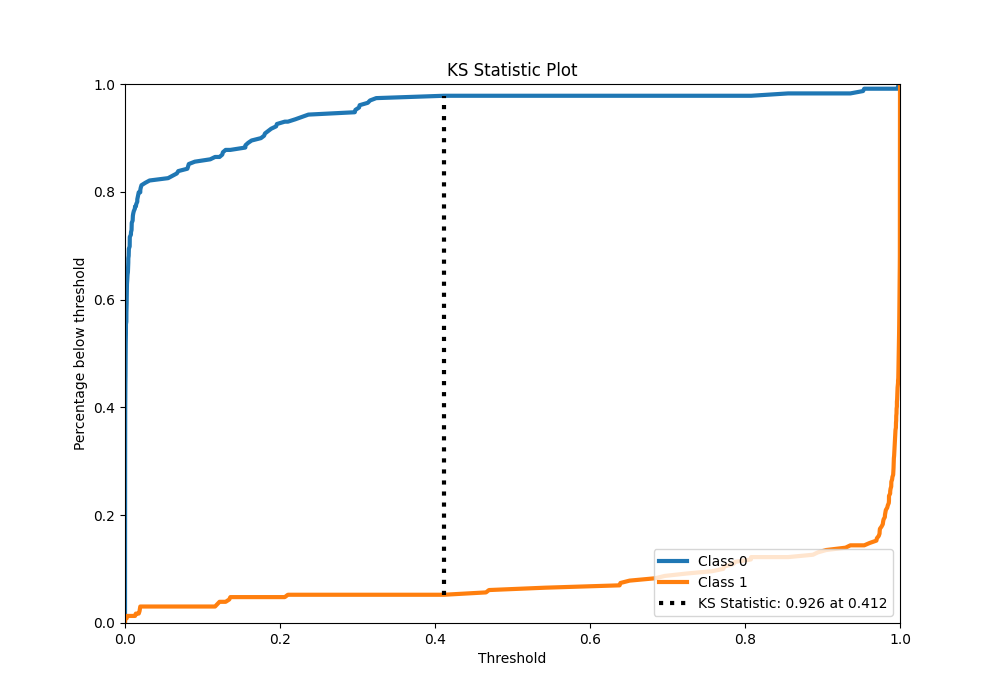 KS Statistic Plot
Percentage below threshold
1.0
0.8
0.6
0.4
0.2
0.0
0.0 0.2 0.4 0.6 0.8 1.0
Threshold
Class 0
Class 1
KS Statistic: 0.926 at 0.412